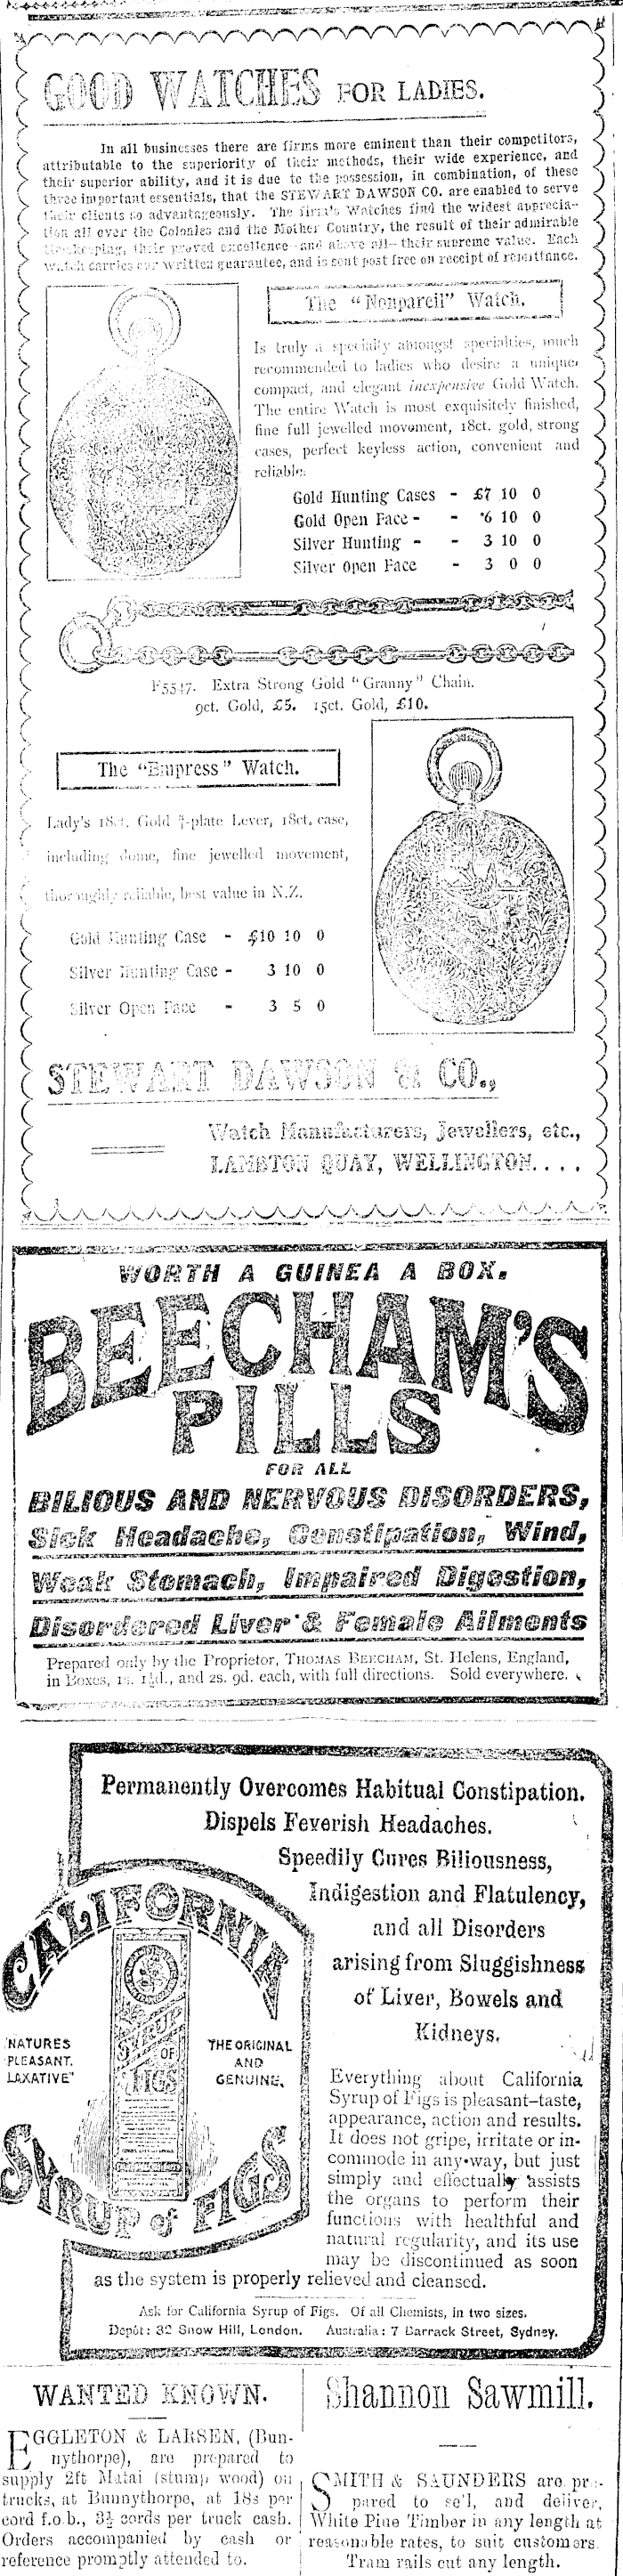 GOOD WATCHES FOR LADIES.
In all businesses there are firms more eminent than their competitors,
attributable to the superiority of their methods, their wide experience, and
their superior ability, and it is due to the possession, in combination, of these
three important essentials, that the STEWART DAWSON CO. are enabled to serve
their clients so advantageously. The firm's Watches find the widest apprecia-
tion all over the Colonies and the Mother Country, the result of their admirable
timekeeping, their proved excellence—and above all—their supreme value. Each
watch carries our written guarantee, and is sent post free on receipt of remittance.
The "Nonpareil" Watch.
Is truly a specialty amongst specialties, much
recommended to ladies who desire a unique,
compact, and elegant inexpensive Gold Watch.
The entire Watch is most exquisitely finished,
fine full jewelled movement, 18ct. gold, strong
cases, perfect keyless action, convenient and
reliable.
Gold Hunting Cases - £7 10 0
Gold Open Face - - 6 10 0
Silver Hunting - - 3 10 0
Silver Open Face - 3 0 0
F5547. Extra Strong Gold "Granny" Chain.
9ct. Gold, £5. 15ct. Gold, £10.
The "Empress" Watch.
Lady's 18ct. Gold ¾-plate Lever, 18ct. case,
including dome, fine jewelled movement,
thoroughly reliable, best value in N.Z.
Gold Hunting Case - £10 10 0
Silver Hunting Case - 3 10 0
Silver Open Face - 3 5 0
STEWART DAWSON & CO.,
Watch Manufacturers, Jewellers, etc.,
LAMBTON QUAY, WELLINGTON....
WORTH A GUINEA A BOX.
BEECHAM'S
PILLS
FOR ALL
BILIOUS AND NERVOUS DISORDERS,
Sick Headache, Constipation, Wind,
Weak Stomach, Impaired Digestion,
Disordered Liver & Female Ailments
Prepared only by the Proprietor, THOMAS BEECHAM, St. Helens, England,
in Boxes, 1s. 1½d., and 2s. 9d. each, with full directions. Sold everywhere.
Permanently Overcomes Habitual Constipation.
Dispels Feverish Headaches.
Speedily Cures Biliousness,
Indigestion and Flatulency,
and all Disorders
arising from Sluggishness
of Liver, Bowels and
Kidneys.
CALIFORNIA
SYRUP
OF
FIGS
NATURES
PLEASANT.
LAXATIVE"
THE ORIGINAL
AND
GENUINE.
SYRUP of FIGS
Everything about California
Syrup of Figs is pleasant—taste,
appearance, action and results.
It does not gripe, irritate or in-
commode in any way, but just
simply and effectually assists
the organs to perform their
functions with healthful and
natural regularity, and its use
may be discontinued as soon
as the system is properly relieved and cleansed.
Ask for California Syrup of Figs. Of all Chemists, in two sizes.
Depôt: 32 Snow Hill, London. Australia: 7 Barrack Street, Sydney.
WANTED KNOWN.
EGGLETON & LARSEN, (Bun-
nythorpe), are prepared to
supply 2ft Matai (stump wood) on
trucks, at Bunnythorpe, at 18s per
cord f.o.b., 3½ cords per truck cash.
Orders accompanied by cash or
reference promptly attended to.
Shannon Sawmill.
SMITH & SAUNDERS are pre-
pared to sell, and deliver,
White Pine Timber in any length at
reasonable rates, to suit customers.
Tram rails cut any length.